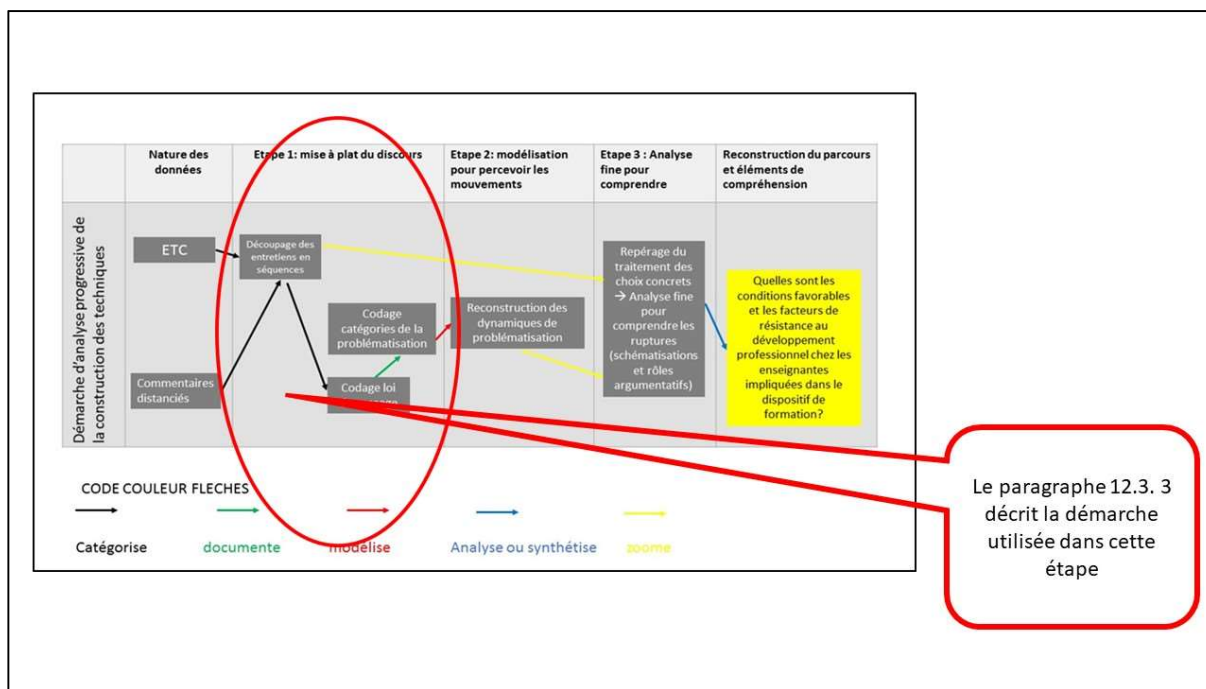 Nature des
données
Etape 1: mise à plat du discours
Etape 2: modélisation
pour percevoir les
mouvements
Etape 3 : Analyse
fine pour
comprendre
Reconstruction du parcours
et éléments de
compréhension
Démarche d'analyse progressive de
la construction des techniques
ETC
Commentaires
distanciés
Découpage des
entretiens en
séquences
Codage
catégories de la
problématisation
Codage loi
Reconstruction des
dynamiques de
problématisation
Repérage du
traitement des
choix concrets
→ Analyse fine
pour
comprendre les
ruptures
(schématisations
et rôles
argumentatifs)
Quelles sont les
conditions favorables
et les facteurs de
résistance au
développement
professionnel chez les
enseignantes
impliquées dans le
dispositif de
formation?
CODE COULEUR FLECHES
Catégorise
documente
modélise
Analyse ou synthétise
zoome
Le paragraphe 12.3. 3
décrit la démarche
utilisée dans cette
étape